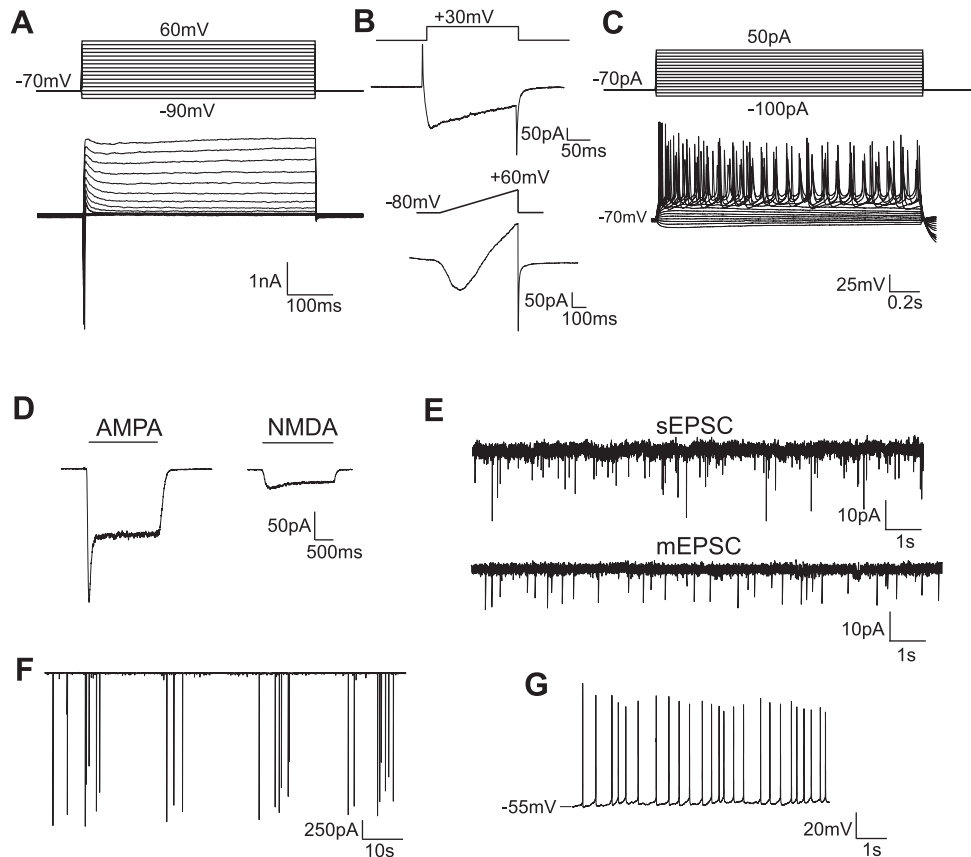 A
60mV
-70mV
-90mV
1nA
100ms
B
+30mV
50pA
50ms
+60mV
-80mV
50pA
100ms
C
50pA
-70pA
-100pA
-70mV
25mV
0.2s
D
AMPA
NMDA
50pA
500ms
E
sEPSC
10pA
1s
mEPSC
10pA
1s
F
250pA
10s
G
-55mV
20mV
1s